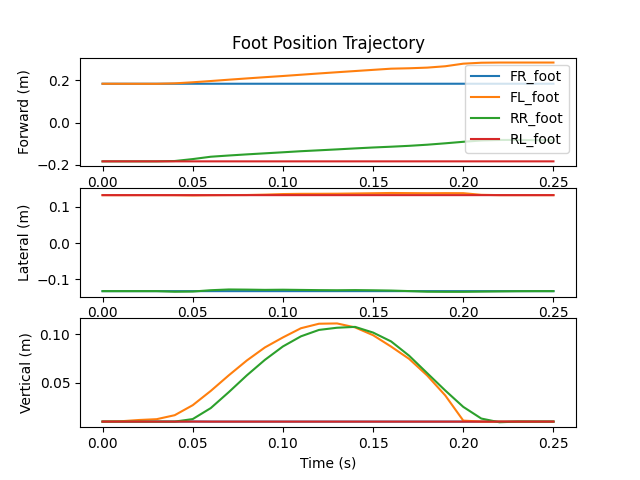 Foot Position Trajectory
Forward (m)
0.2
0.0
−0.2
FR_foot
FL_foot
RR_foot
RL_foot
0.00 0.05 0.10 0.15 0.20 0.25
Lateral (m)
0.1
0.0
−0.1
0.00 0.05 0.10 0.15 0.20 0.25
Vertical (m)
0.10
0.05
0.00 0.05 0.10 0.15 0.20 0.25
Time (s)